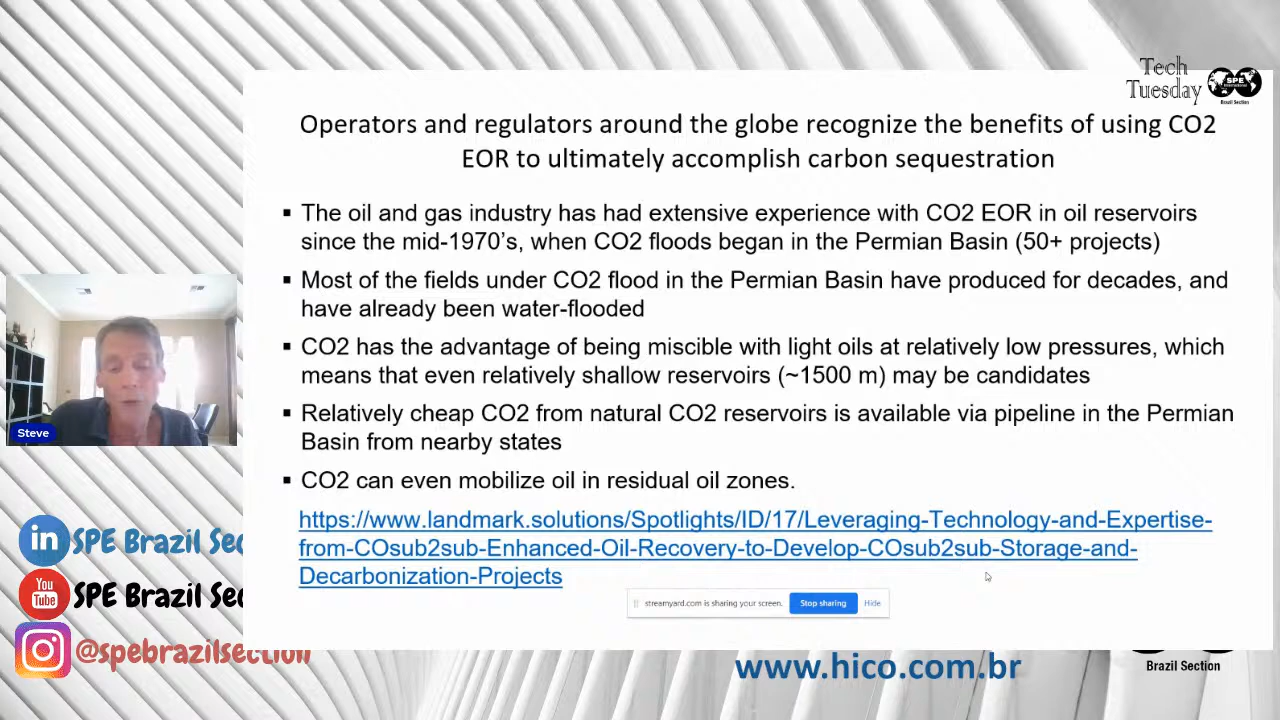 Tech
Tuesday
SPE
International
Brazil Section
Operators and regulators around the globe recognize the benefits of using CO2
EOR to ultimately accomplish carbon sequestration
▪ The oil and gas industry has had extensive experience with CO2 EOR in oil reservoirs
since the mid-1970's, when CO2 floods began in the Permian Basin (50+ projects)
▪ Most of the fields under CO2 flood in the Permian Basin have produced for decades, and
have already been water-flooded
▪ CO2 has the advantage of being miscible with light oils at relatively low pressures, which
means that even relatively shallow reservoirs (~1500 m) may be candidates
▪ Relatively cheap CO2 from natural CO2 reservoirs is available via pipeline in the Permian
Basin from nearby states
▪ CO2 can even mobilize oil in residual oil zones.
https://www.landmark.solutions/Spotlights/ID/17/Leveraging-Technology-and-Expertise-
from-COsub2sub-Enhanced-Oil-Recovery-to-Develop-COsub2sub-Storage-and-
Decarbonization-Projects
streamyard.com is sharing your screen. Stop sharing Hide
Steve
in SPE Brazil Sec
You Tube SPE Brazil Sec
@spebrazilsection
www.hico.com.br
Brazil Section